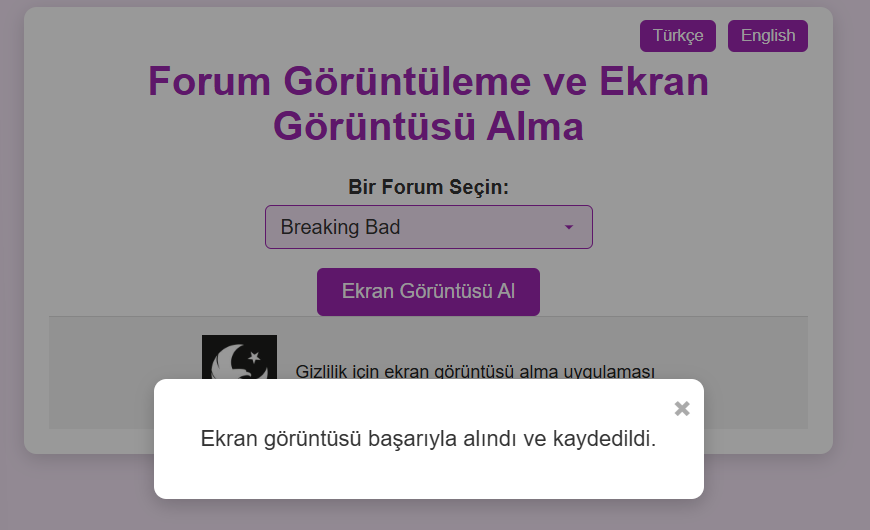 Türkçe
English
Forum Görüntüleme ve Ekran
Görüntüsü Alma
Bir Forum Seçin:
Breaking Bad
Ekran Görüntüsü Al
Gizlilik için ekran görüntüsü alma uygulaması
Ekran görüntüsü başarıyla alındı ve kaydedildi.